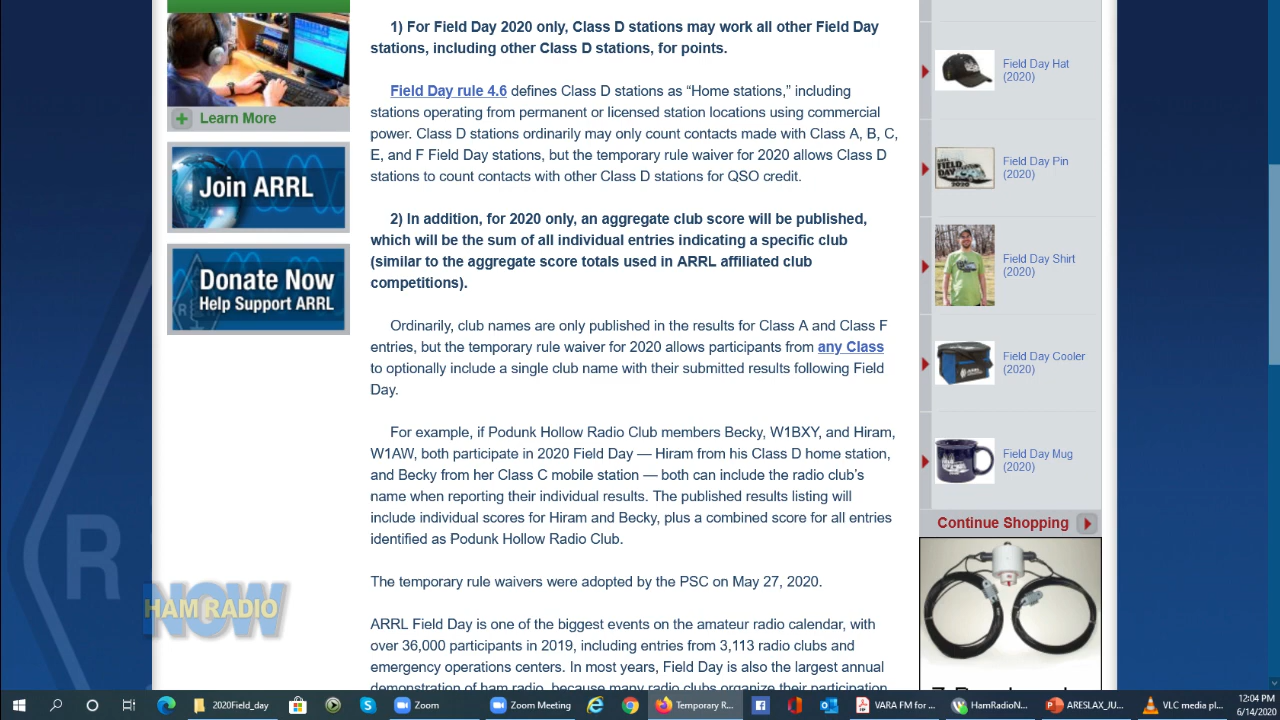 1) For Field Day 2020 only, Class D stations may work all other Field Day
stations, including other Class D stations, for points.
Field Day rule 4.6 defines Class D stations as “Home stations,” including
stations operating from permanent or licensed station locations using commercial
power. Class D stations ordinarily may only count contacts made with Class A, B, C,
E, and F Field Day stations, but the temporary rule waiver for 2020 allows Class D
stations to count contacts with other Class D stations for QSO credit.
2) In addition, for 2020 only, an aggregate club score will be published,
which will be the sum of all individual entries indicating a specific club
(similar to the aggregate score totals used in ARRL affiliated club
competitions).
Ordinarily, club names are only published in the results for Class A and Class F
entries, but the temporary rule waiver for 2020 allows participants from any Class
to optionally include a single club name with their submitted results following Field
Day.
For example, if Podunk Hollow Radio Club members Becky, W1BXY, and Hiram,
W1AW, both participate in 2020 Field Day — Hiram from his Class D home station,
and Becky from her Class C mobile station — both can include the radio club’s
name when reporting their individual results. The published results listing will
include individual scores for Hiram and Becky, plus a combined score for all entries
identified as Podunk Hollow Radio Club.
The temporary rule waivers were adopted by the PSC on May 27, 2020.
ARRL Field Day is one of the biggest events on the amateur radio calendar, with
over 36,000 participants in 2019, including entries from 3,113 radio clubs and
emergency operations centers. In most years, Field Day is also the largest annual
demonstration of ham radio, because many radio clubs organize their participation
Learn More
Join ARRL
Donate Now
Help Support ARRL
R
HAM RADIO
NOW
Field Day Hat
(2020)
Field Day Pin
(2020)
FIELD
DAY
2020
Field Day Shirt
(2020)
Field Day Cooler
(2020)
Field Day Mug
(2020)
Continue Shopping
2020Field_day
Zoom
Zoom Meeting
Temporary R...
VARA FM for ...
HamRadioN...
ARESLAX_JU...
VLC media pl...
12:04 PM
6/14/2020